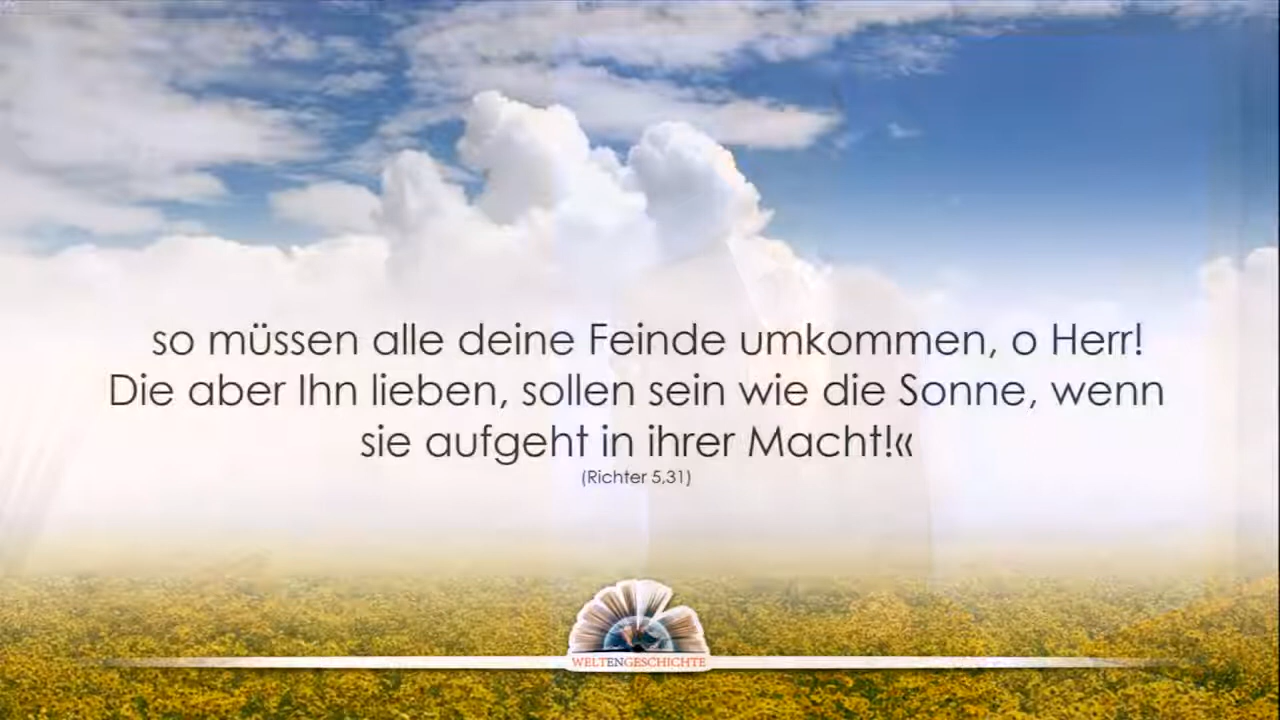 so müssen alle deine Feinde umkommen, o Herr!
Die aber Ihn lieben, sollen sein wie die Sonne, wenn
sie aufgeht in ihrer Macht!«
(Richter 5,31)
WELTENGESCHICHTE